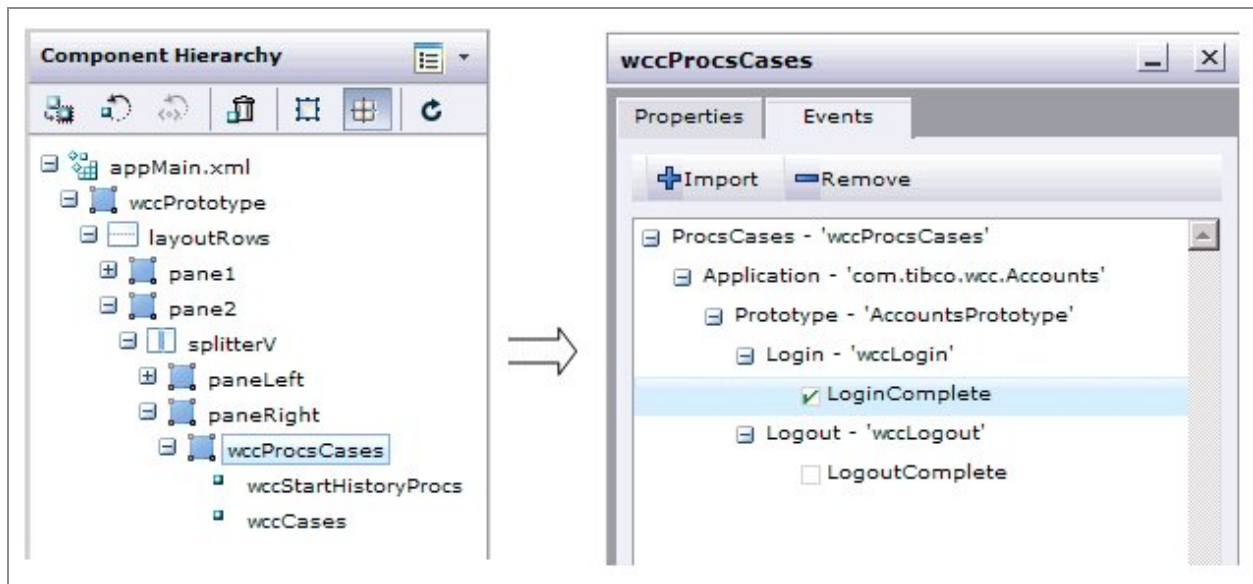 Component Hierarchy
appMain.xml
wccPrototype
layoutRows
pane1
pane2
splitterV
paneLeft
paneRight
wccProcsCases
wccStartHistoryProcs
wccCases
wccProcsCases
Properties Events
Import Remove
ProcsCases - 'wccProcsCases'
Application - 'com.tibco.wcc.Accounts'
Prototype - 'AccountsPrototype'
Login - 'wccLogin'
LoginComplete
Logout - 'wccLogout'
LogoutComplete